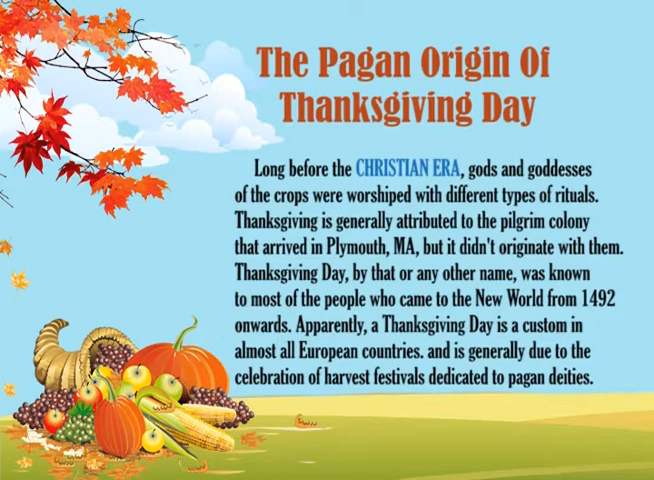 The Pagan Origin Of
Thanksgiving Day
Long before the CHRISTIAN ERA, gods and goddesses
of the crops were worshiped with different types of rituals.
Thanksgiving is generally attributed to the pilgrim colony
that arrived in Plymouth, MA, but it didn't originate with them.
Thanksgiving Day, by that or any other name, was known
to most of the people who came to the New World from 1492
onwards. Apparently, a Thanksgiving Day is a custom in
almost all European countries. and is generally due to the
celebration of harvest festivals dedicated to pagan deities.